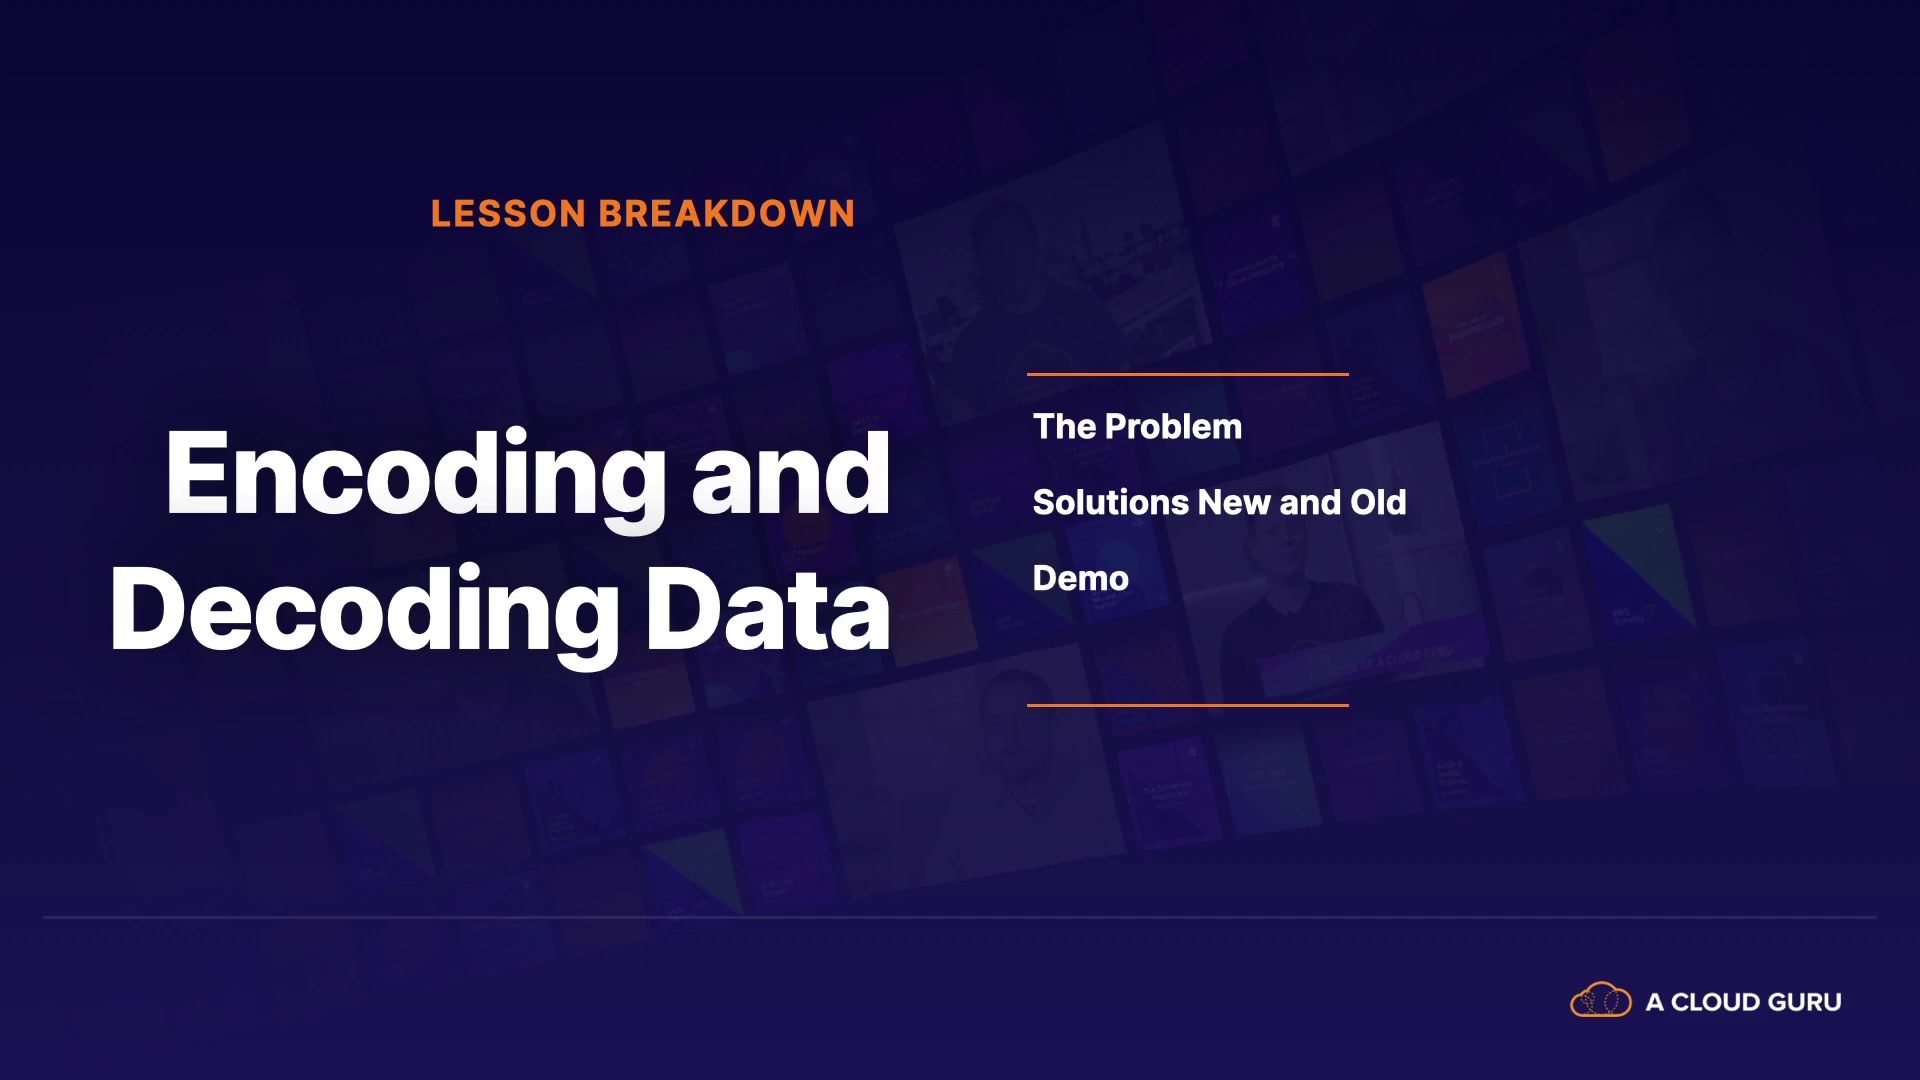 LESSON BREAKDOWN
Encoding and
Decoding Data
The Problem
Solutions New and Old
Demo
A CLOUD GURU